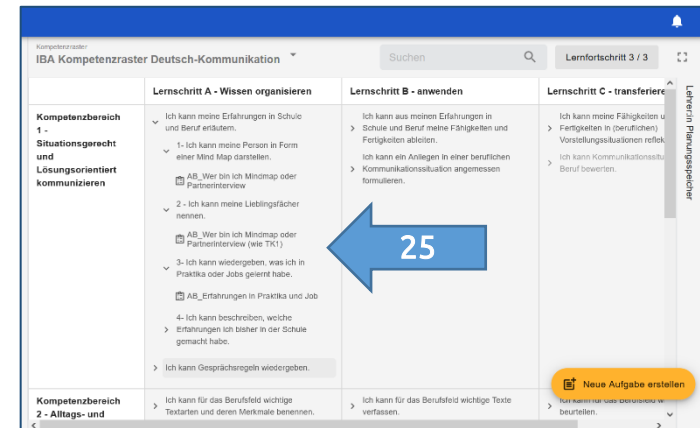 Kompetenzraster
IBA Kompetenzraster Deutsch-Kommunikation
Suchen
Lernfortschritt 3 / 3
Lehrer:in Planungsspeicher
Lernschritt A - Wissen organisieren
Lernschritt B - anwenden
Lernschritt C - transferiere
Kompetenzbereich
1 -
Situationsgerecht
und
Lösungsorientiert
kommunizieren
Ich kann meine Erfahrungen in Schule
und Beruf erläutern.
1- Ich kann meine Person in Form
einer Mind Map darstellen.
AB_Wer bin ich Mindmap oder
Partnerinterview
2 - Ich kann meine Lieblingsfächer
nennen.
AB_Wer bin ich Mindmap oder
Partnerinterview (wie TK1)
3- Ich kann wiedergeben, was ich in
Praktika oder Jobs gelernt habe.
AB_Erfahrungen in Praktika und Job
4- Ich kann beschreiben, welche
Erfahrungen ich bisher in der Schule
gemacht habe.
Ich kann Gesprächsregeln wiedergeben.
Ich kann aus meinen Erfahrungen in
Schule und Beruf meine Fähigkeiten und
Fertigkeiten ableiten.
Ich kann ein Anliegen in einer beruflichen
Kommunikationssituation angemessen
formulieren.
25
Ich kann meine Fähigkeiten u
Fertigkeiten in (beruflichen)
Vorstellungssituationen reflek
Ich kann Kommunikationssitu
Beruf bewerten.
Neue Aufgabe erstellen
Kompetenzbereich
2 - Alltags- und
Ich kann für das Berufsfeld wichtige
Textarten und deren Merkmale benennen.
Ich kann für das Berufsfeld wichtige Texte
verfassen.
Ich kann für das Berufsfeld w
beurteilen.